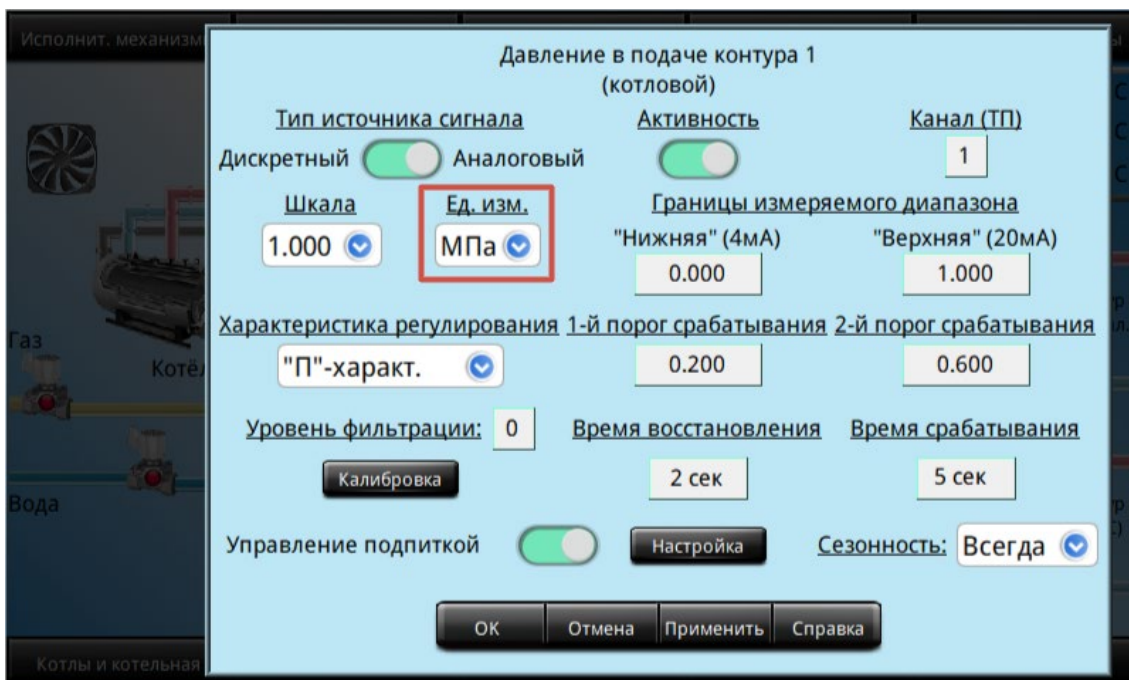 Исполнит. механизм
Давление в подаче контура 1
(котловой)
Тип источника сигнала Активность Канал (ТП)
Дискретный Аналоговый 1
Шкала Ед. изм. Границы измеряемого диапазона
"Нижняя" (4мА) "Верхняя" (20мА)
1.000 МПа 0.000 1.000
Характеристика регулирования 1-й порог срабатывания 2-й порог срабатывания
"П"-характ. 0.200 0.600
Газ
Котёл
Уровень фильтрации: 0 Время восстановления Время срабатывания
Калибровка 2 сек 5 сек
Вода
Управление подпиткой Настройка Сезонность: Всегда
ОК Отмена Применить Справка
Котлы и котельная